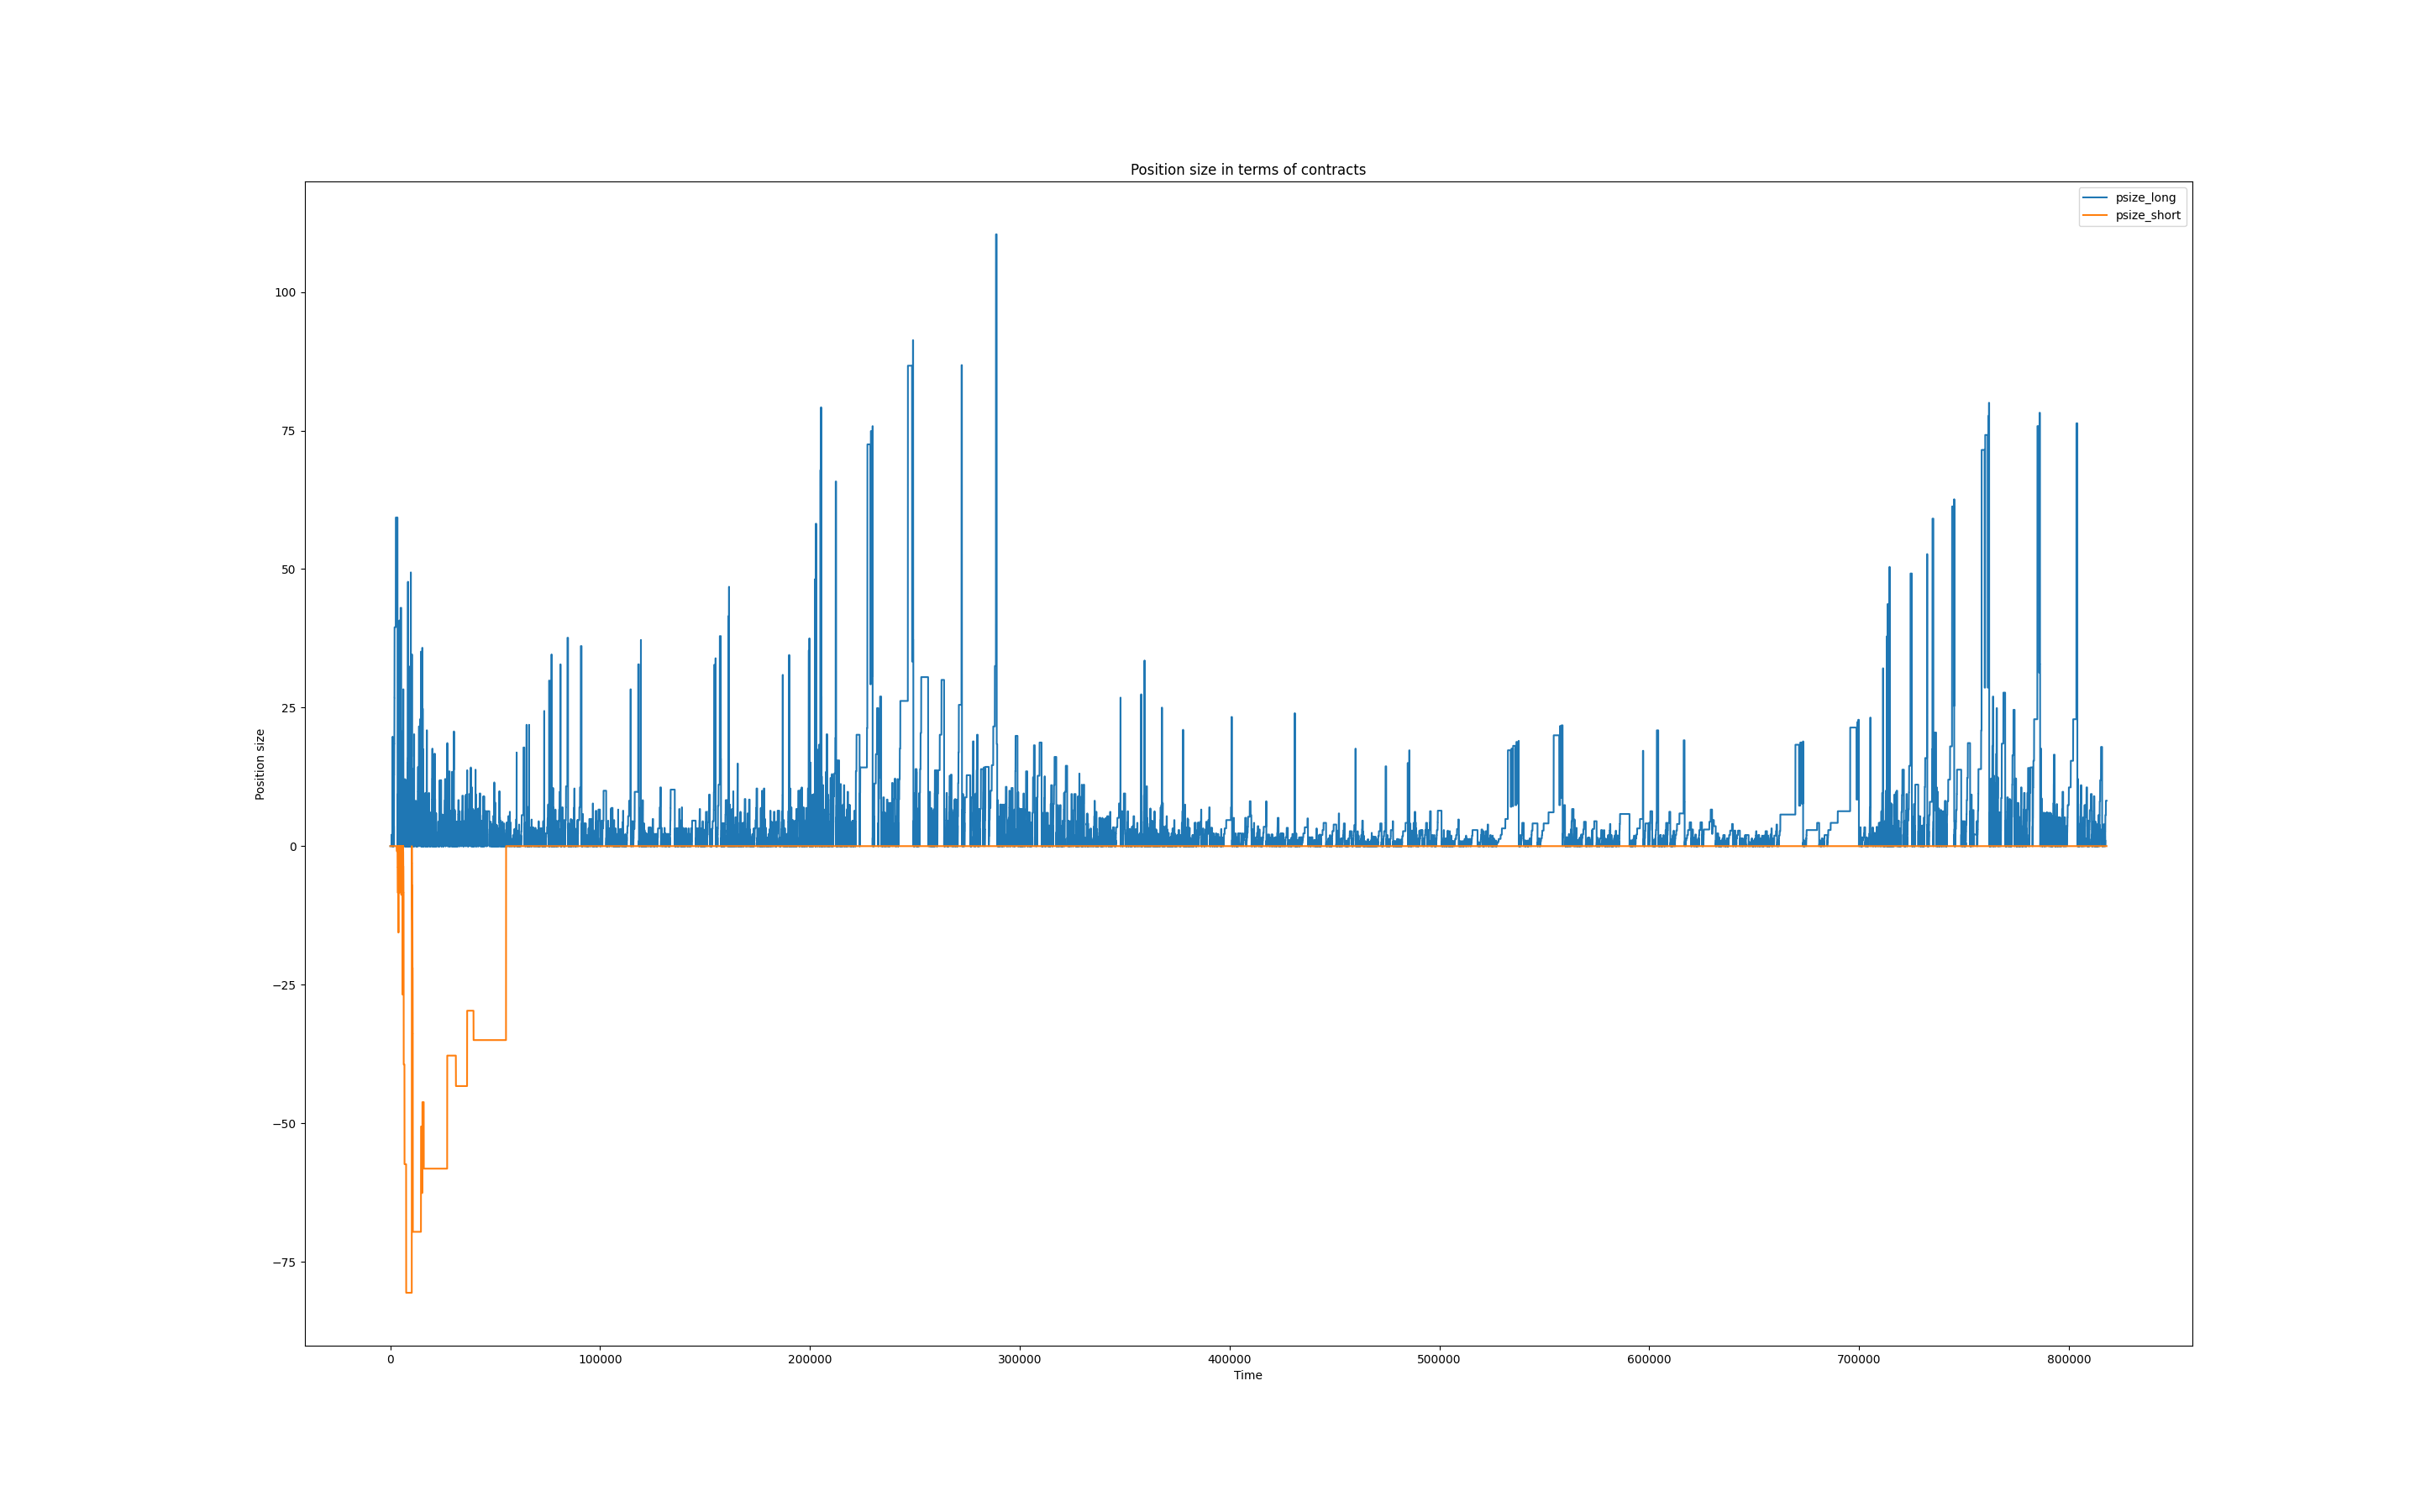 Position size in terms of contracts
psize_long
psize_short
Position size
100
75
50
25
0
−25
−50
−75
0 100000 200000 300000 400000 500000 600000 700000 800000
Time